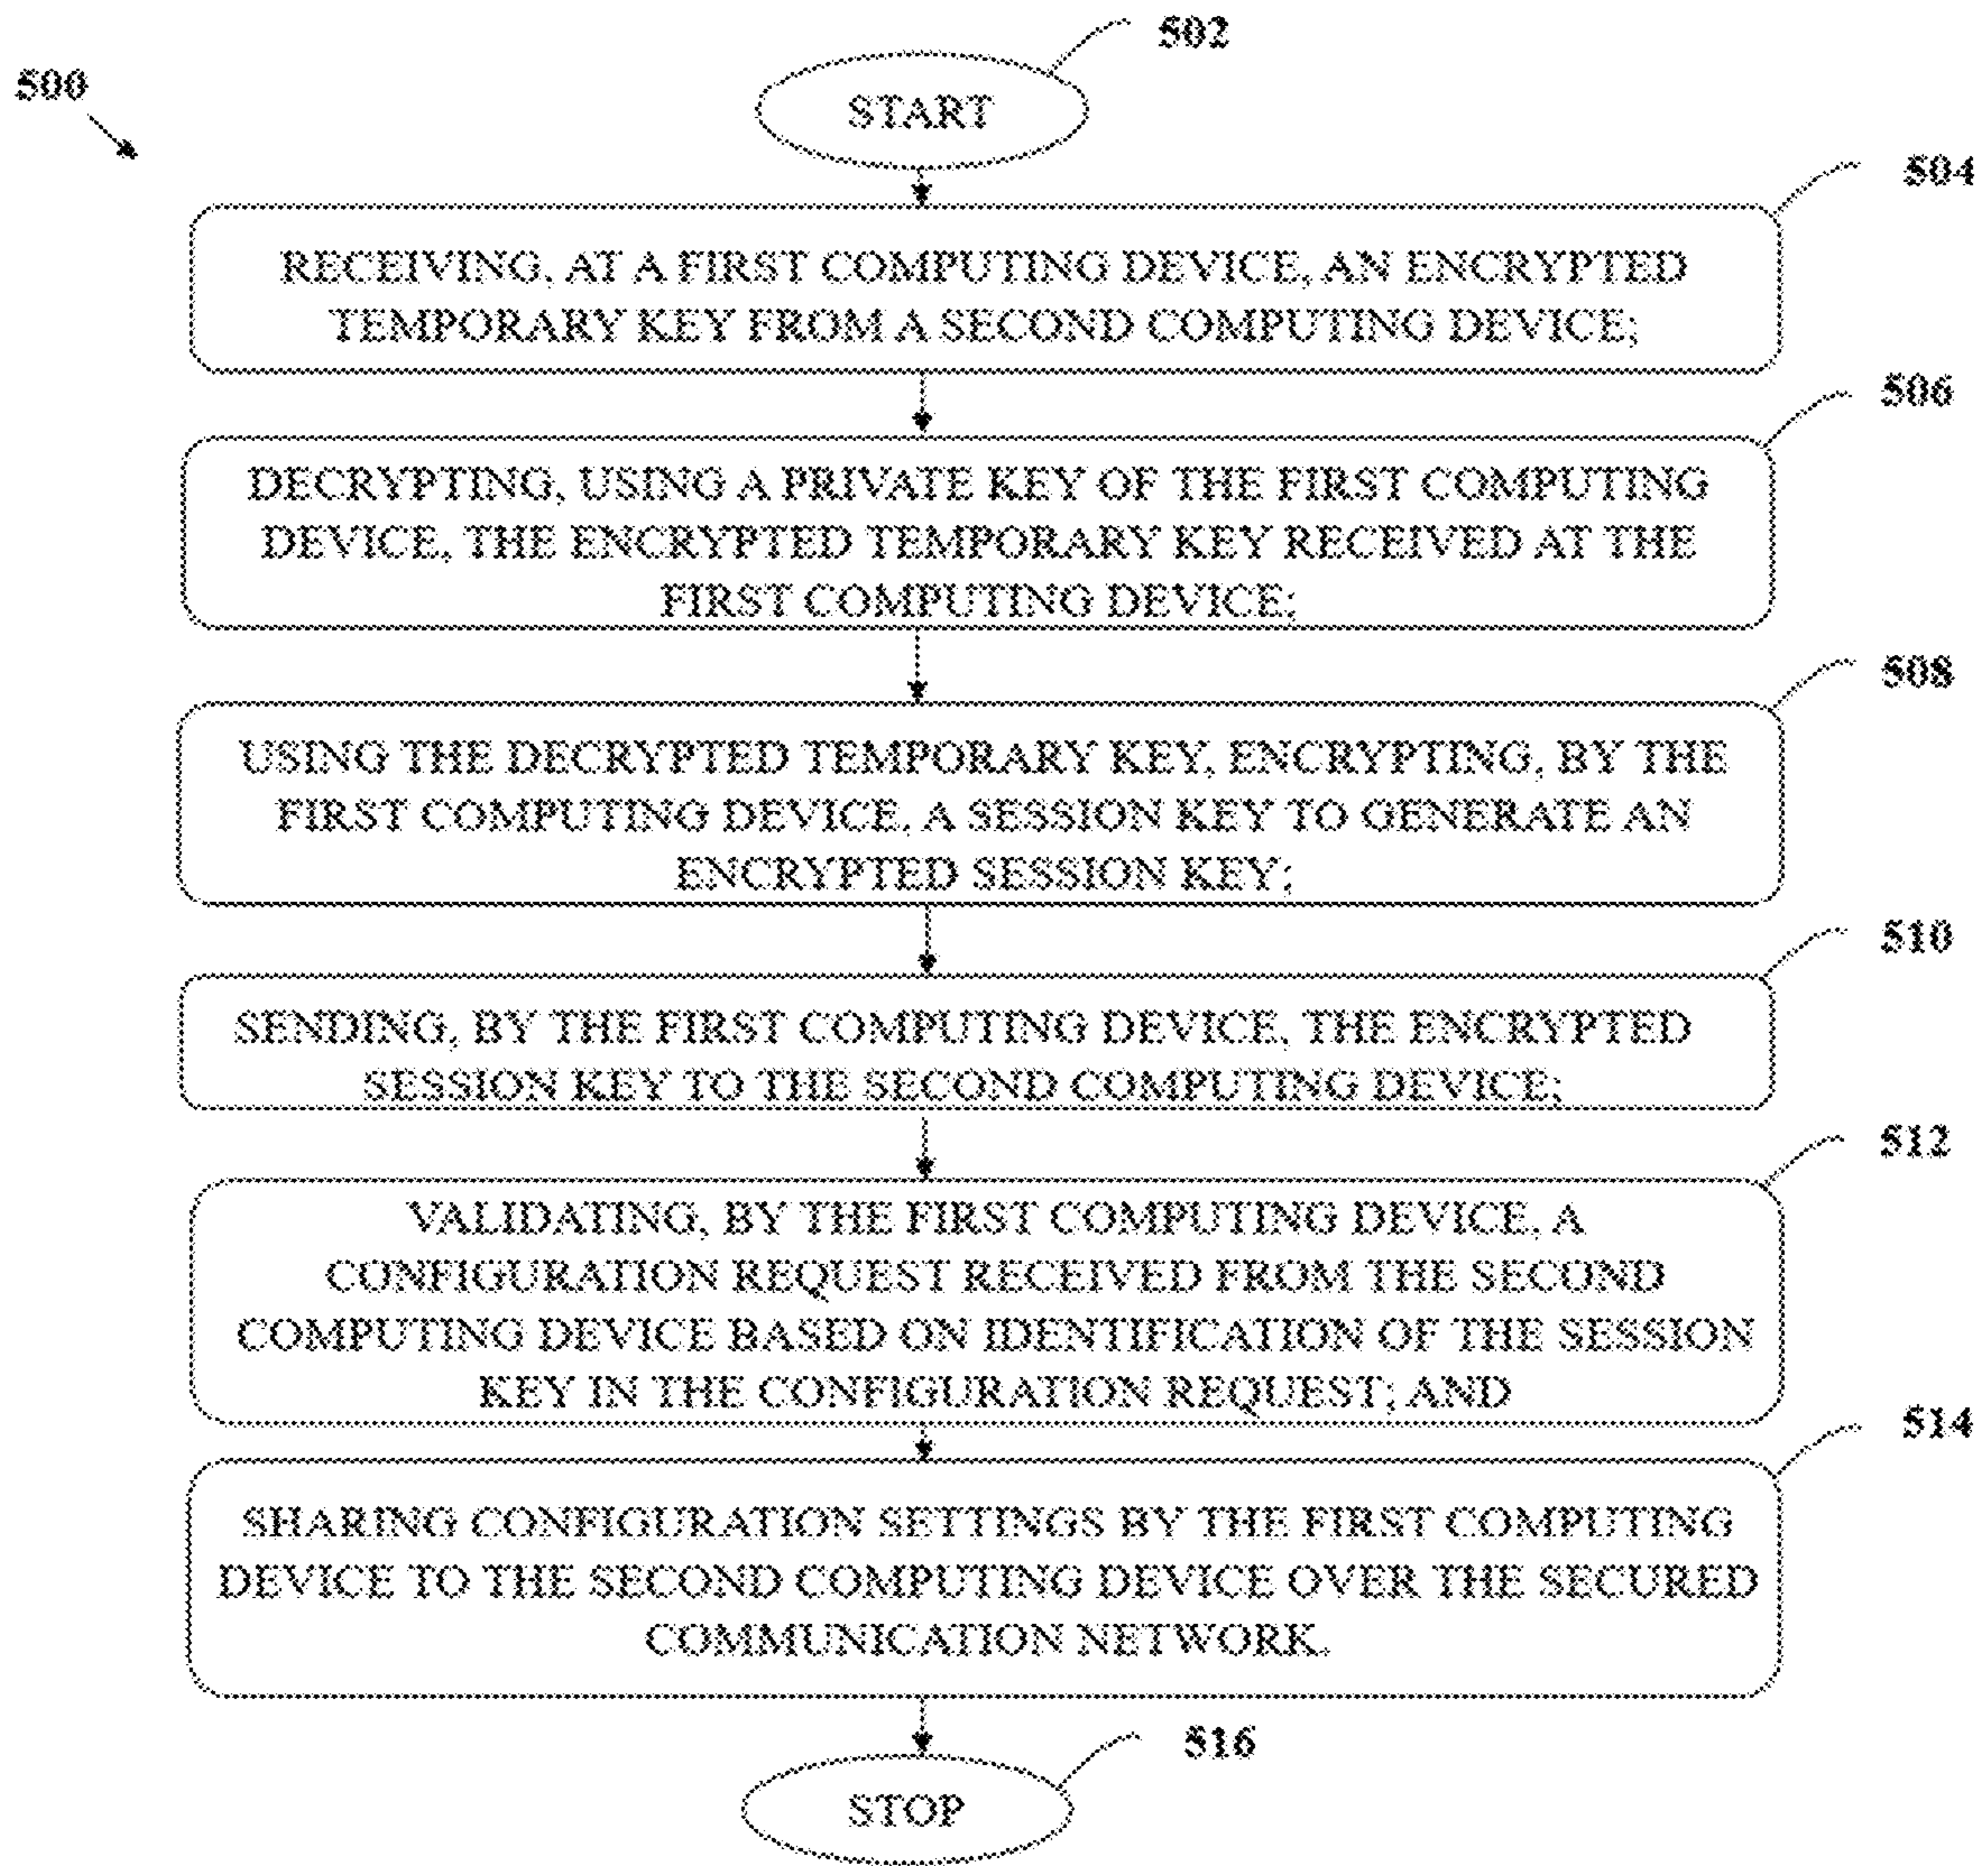 502
500
START
504
RECEIVING, AT A FIRST COMPUTING DEVICE, AN ENCRYPTED
TEMPORARY KEY FROM A SECOND COMPUTING DEVICE;
506
DECRYPTING, USING A PRIVATE KEY OF THE FIRST COMPUTING
DEVICE, THE ENCRYPTED TEMPORARY KEY RECEIVED AT THE
FIRST COMPUTING DEVICE;
508
USING THE DECRYPTED TEMPORARY KEY, ENCRYPTING, BY THE
FIRST COMPUTING DEVICE, A SESSION KEY TO GENERATE AN
ENCRYPTED SESSION KEY;
510
SENDING, BY THE FIRST COMPUTING DEVICE, THE ENCRYPTED
SESSION KEY TO THE SECOND COMPUTING DEVICE;
512
VALIDATING, BY THE FIRST COMPUTING DEVICE, A
CONFIGURATION REQUEST RECEIVED FROM THE SECOND
COMPUTING DEVICE BASED ON IDENTIFICATION OF THE SESSION
KEY IN THE CONFIGURATION REQUEST; AND
514
SHARING CONFIGURATION SETTINGS BY THE FIRST COMPUTING
DEVICE TO THE SECOND COMPUTING DEVICE OVER THE SECURED
COMMUNICATION NETWORK.
516
STOP